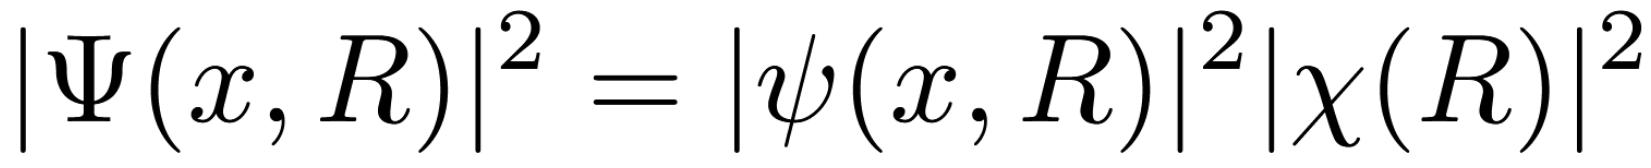 |Ψ(x, R)|² = |ψ(x, R)|²|χ(R)|²